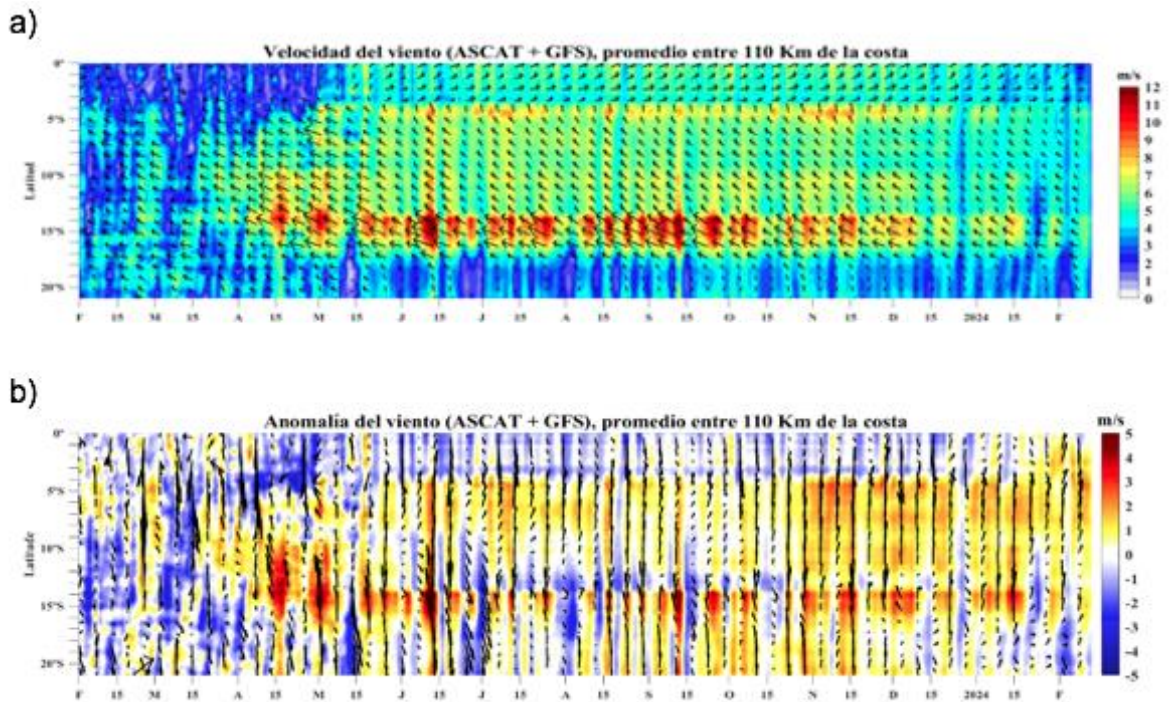 a)
Velocidad del viento (ASCAT + GFS), promedio entre 110 Km de la costa
m/s
12
11
10
9
8
7
6
5
4
3
2
1
0
Latitud
0°
5°S
10°S
15°S
20°S
F 15 M 15 A 15 M 15 J 15 J 15 A 15 S 15 O 15 N 15 D 15 2024 15 F
b)
Anomalía del viento (ASCAT + GFS), promedio entre 110 Km de la costa
m/s
5
4
3
2
1
0
-1
-2
-3
-4
-5
Latitude
0°
5°S
10°S
15°S
20°S
F 15 M 15 A 15 M 15 J 15 J 15 A 15 S 15 O 15 N 15 D 15 2024 15 F